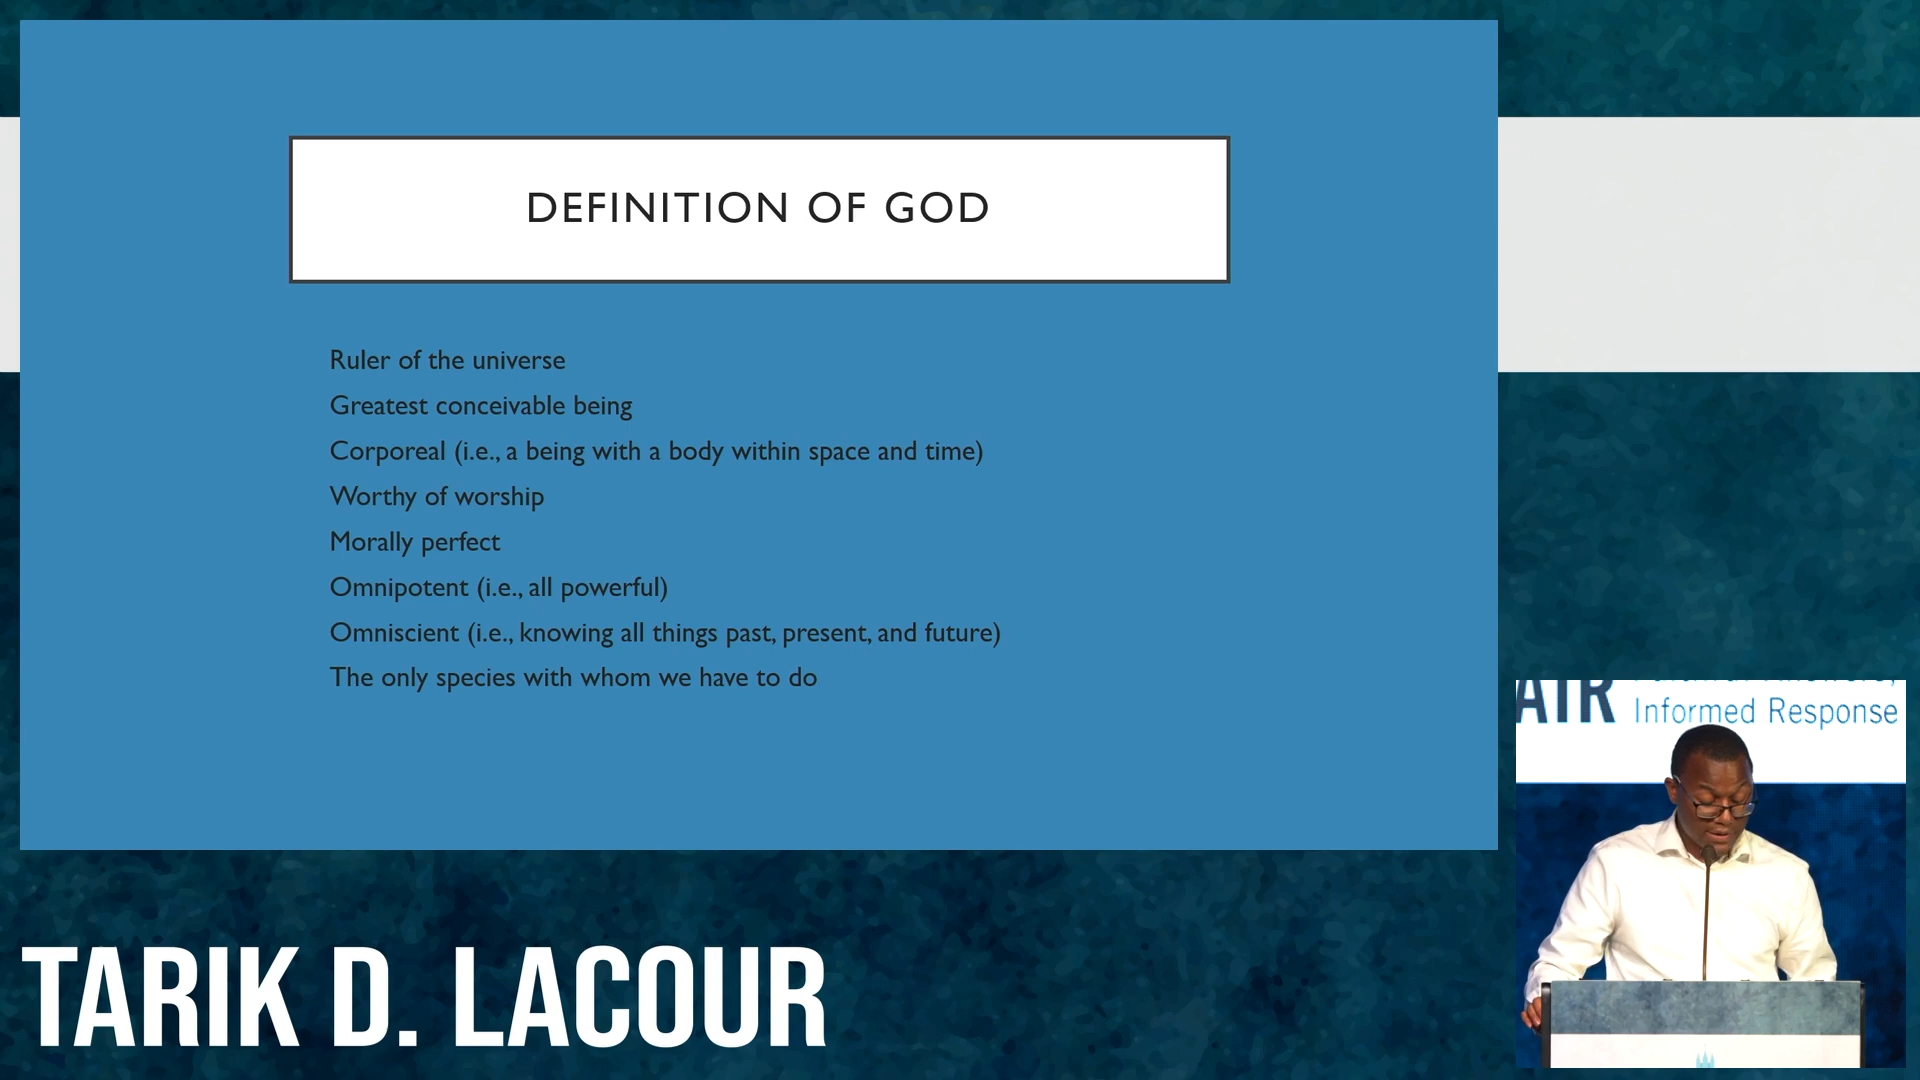 DEFINITION OF GOD
Ruler of the universe
Greatest conceivable being
Corporeal (i.e., a being with a body within space and time)
Worthy of worship
Morally perfect
Omnipotent (i.e., all powerful)
Omniscient (i.e., knowing all things past, present, and future)
The only species with whom we have to do
AIR
Informed Response
TARIK D. LACOUR